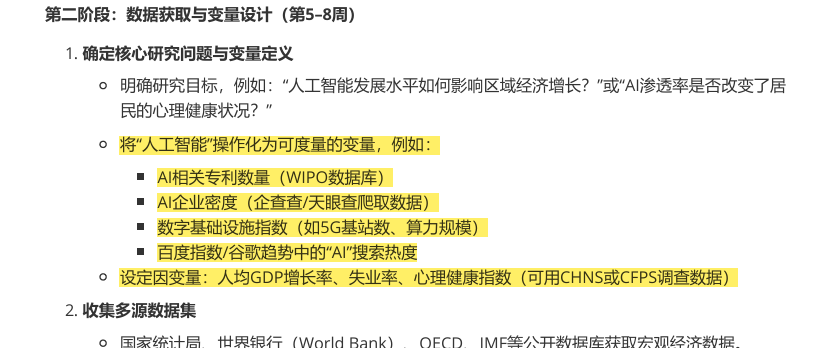 第二阶段：数据获取与变量设计（第5–8周）
1. 确定核心研究问题与变量定义
明确研究目标，例如：“人工智能发展水平如何影响区域经济增长？”或“AI渗透率是否改变了居
民的心理健康状况？”
将“人工智能”操作化为可度量的变量，例如：
AI相关专利数量（WIPO数据库）
AI企业密度（企查查/天眼查爬取数据）
数字基础设施指数（如5G基站数、算力规模）
百度指数/谷歌趋势中的“AI”搜索热度
设定因变量：人均GDP增长率、失业率、心理健康指数（可用CHNS或CFPS调查数据）
2. 收集多源数据集
国家统计局、世界银行（World Bank）、OECD、IMF等公开数据库获取宏观经济数据。